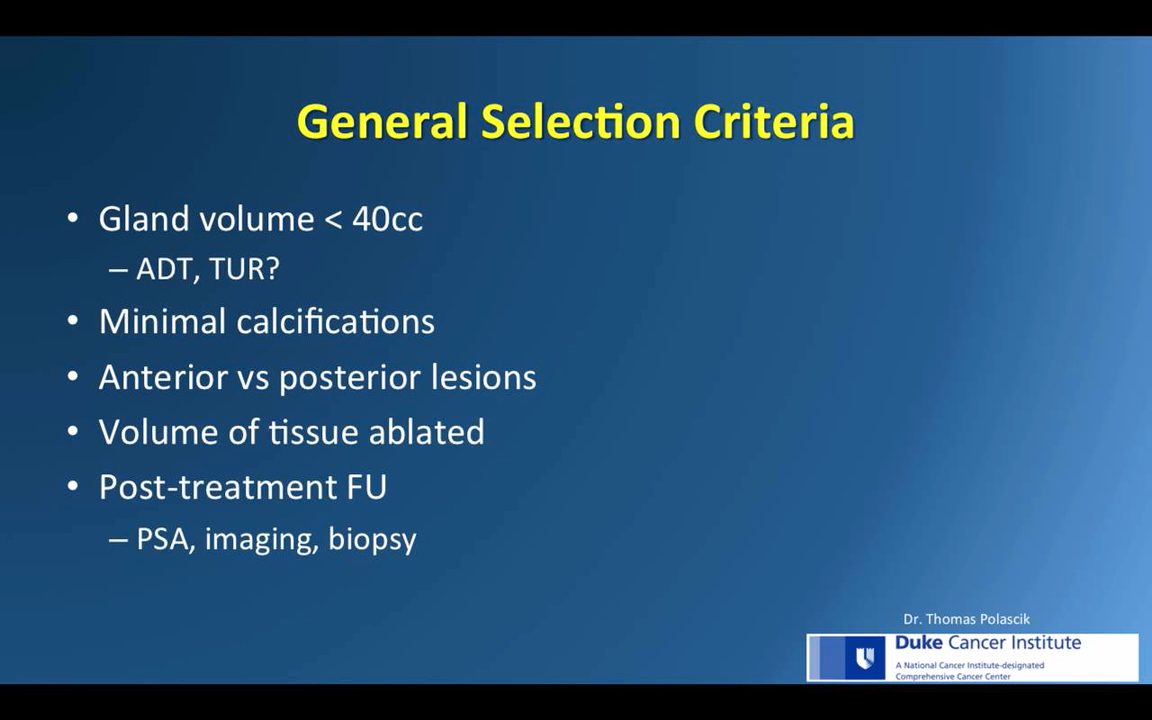 General Selection Criteria
• Gland volume < 40cc
– ADT, TUR?
• Minimal calcifications
• Anterior vs posterior lesions
• Volume of tissue ablated
• Post-treatment FU
– PSA, imaging, biopsy
Dr. Thomas Polascik
Duke Cancer Institute
A National Cancer Institute-designated
Comprehensive Cancer Center